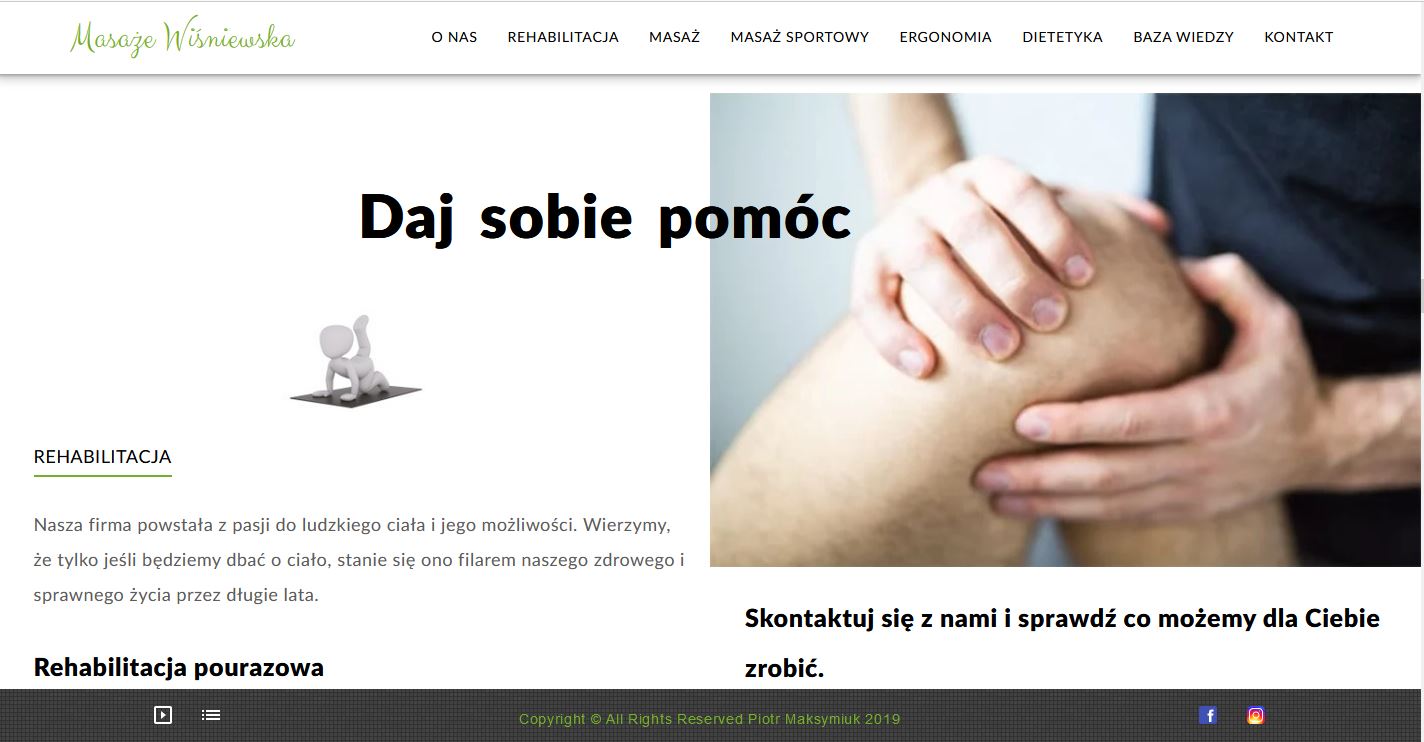 Masaże Wiśniewska
O NAS REHABILITACJA MASAŻ MASAŻ SPORTOWY ERGONOMIA DIETETYKA BAZA WIEDZY KONTAKT
Daj sobie pomóc
REHABILITACJA
Nasza firma powstała z pasji do ludzkiego ciała i jego możliwości. Wierzymy,
że tylko jeśli będziemy dbać o ciało, stanie się ono filarem naszego zdrowego i
sprawnego życia przez długie lata.
Rehabilitacja pourazowa
Skontaktuj się z nami i sprawdź co możemy dla Ciebie
zrobić.
Copyright © All Rights Reserved Piotr Maksymiuk 2019